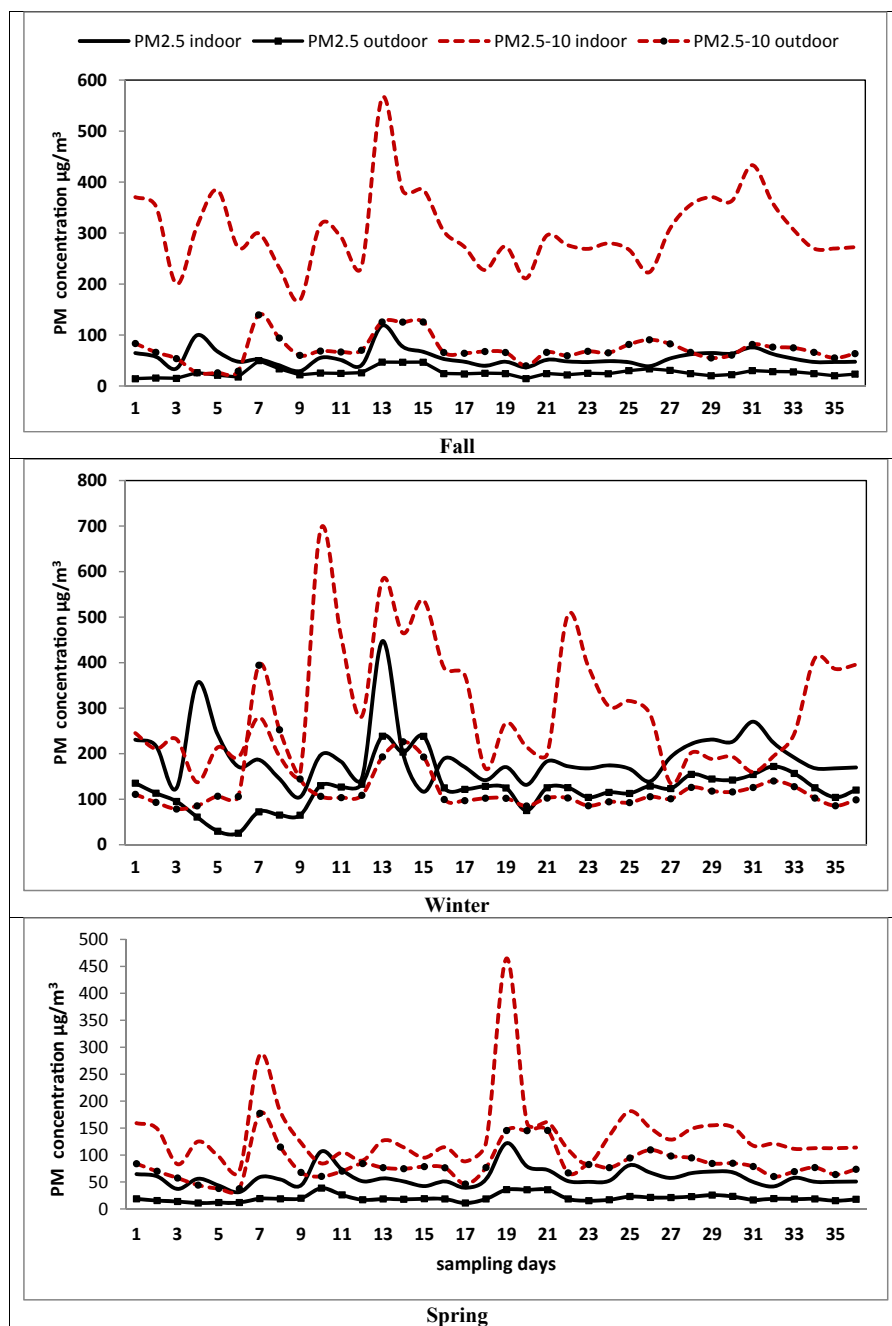 PM2.5 indoor PM2.5 outdoor PM2.5-10 indoor PM2.5-10 outdoor
PM concentration µg/m³
600
500
400
300
200
100
0
1 3 5 7 9 11 13 15 17 19 21 23 25 27 29 31 33 35
Fall
PM concentration µg/m³
800
700
600
500
400
300
200
100
0
1 3 5 7 9 11 13 15 17 19 21 23 25 27 29 31 33 35
Winter
PM concentration µg/m³
500
450
400
350
300
250
200
150
100
50
0
1 3 5 7 9 11 13 15 17 19 21 23 25 27 29 31 33 35
sampling days
Spring